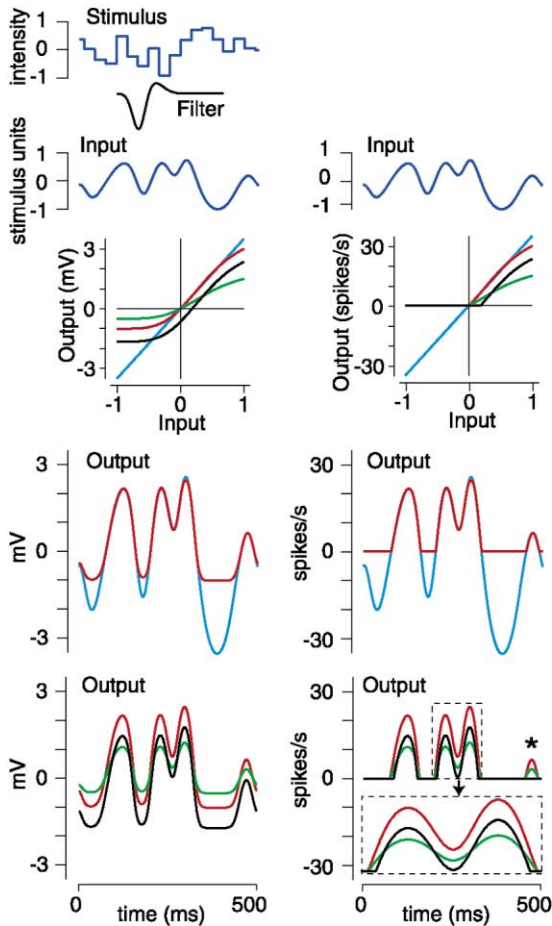 Stimulus
intensity
1
0
-1
Filter
stimulus units
Input
1
0
-1
Input
1
0
-1
Output (mV)
3
0
-3
-1 0 1
Input
Output (spikes/s)
30
0
-30
-1 0 1
Input
Output
mV
3
0
-3
Output
spikes/s
30
0
-30
Output
mV
3
0
-3
0 500
time (ms)
Output
spikes/s
30
0
-30
*
0 500
time (ms)